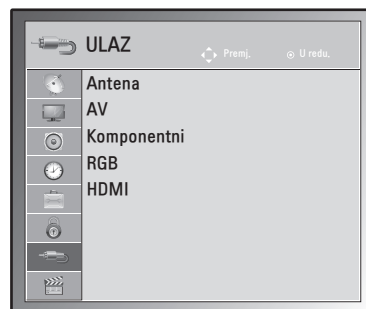 ULAZ
Premj. U redu.
Antena
AV
Komponentni
RGB
HDMI